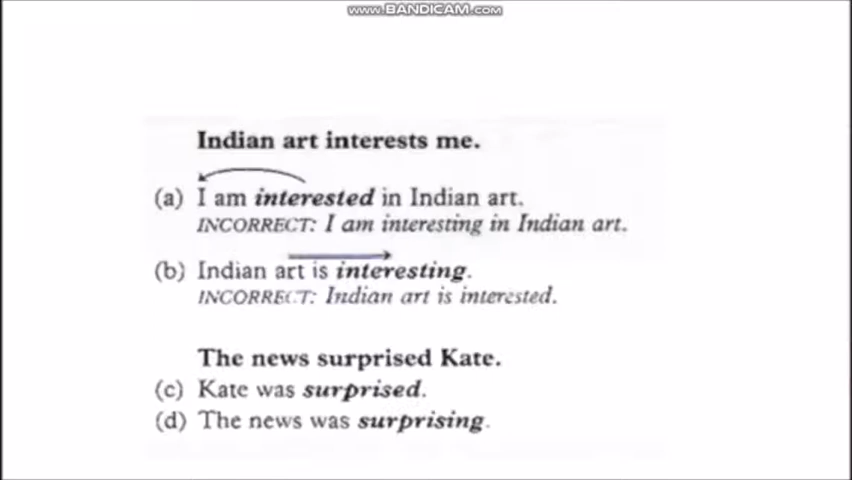 www.BANDICAM.com
Indian art interests me.
(a) I am interested in Indian art.
INCORRECT: I am interesting in Indian art.
(b) Indian art is interesting.
INCORRECT: Indian art is interested.
The news surprised Kate.
(c) Kate was surprised.
(d) The news was surprising.